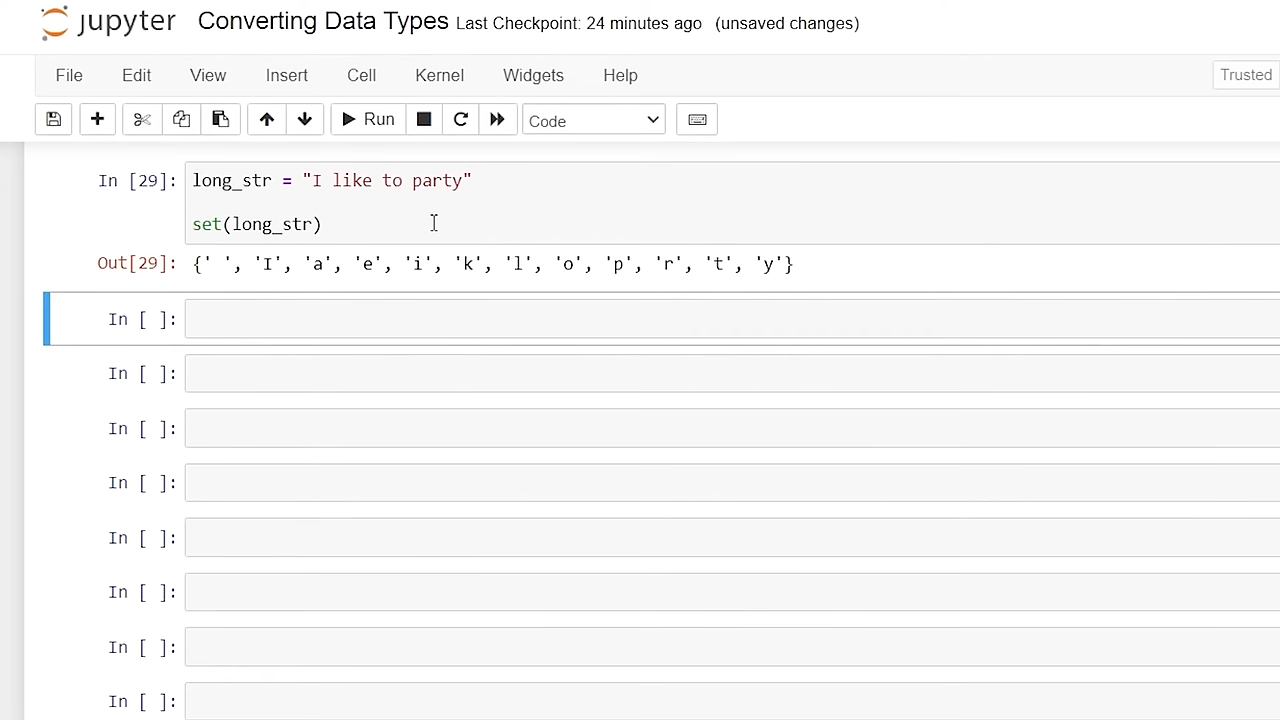 jupyter Converting Data Types Last Checkpoint: 24 minutes ago (unsaved changes)
File Edit View Insert Cell Kernel Widgets Help Trusted
Run Code
In [29]: long_str = "I like to party"
set(long_str)
Out[29]: {' ', 'I', 'a', 'e', 'i', 'k', 'l', 'o', 'p', 'r', 't', 'y'}
In [ ]:
In [ ]:
In [ ]:
In [ ]:
In [ ]:
In [ ]:
In [ ]:
In [ ]: